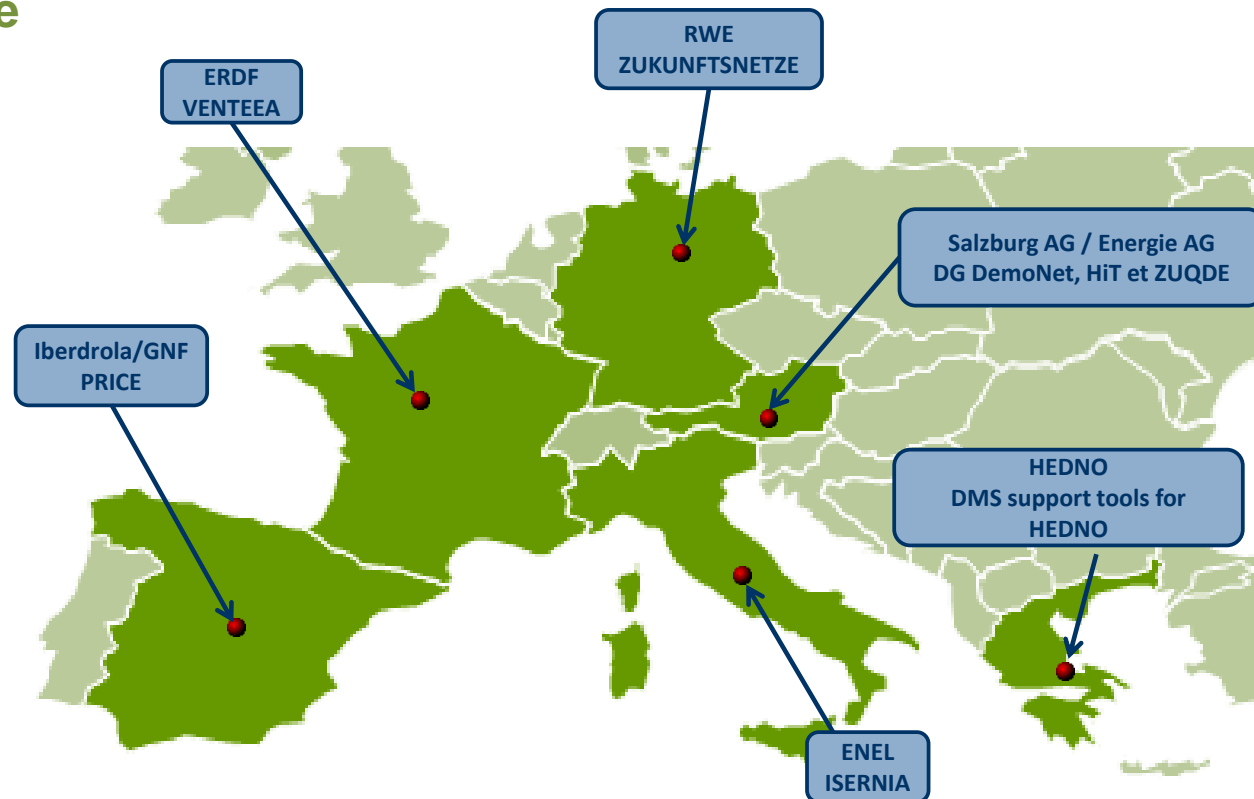 e
RWE
ZUKUNFTSNETZE
ERDF
VENTEEA
Salzburg AG / Energie AG
DG DemoNet, HiT et ZUQDE
Iberdrola/GNF
PRICE
HEDNO
DMS support tools for
HEDNO
ENEL
ISERNIA